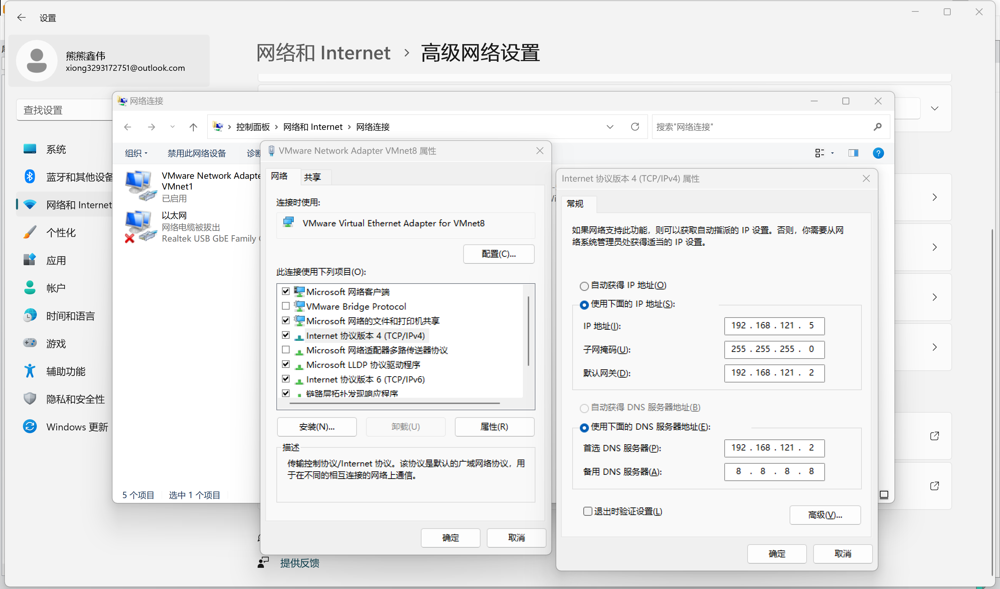 设置
熊熊鑫伟
xiong3293172751@outlook.com
网络和 Internet › 高级网络设置
查找设置
系统
蓝牙和其他设备
网络和 Internet
个性化
应用
帐户
时间和语言
游戏
辅助功能
隐私和安全性
Windows 更新
提供反馈
网络连接
控制面板 › 网络和 Internet › 网络连接
搜索"网络连接"
组织
禁用此网络设备
诊断
VMware Network Adapte
VMnet1
已启用
以太网
网络电缆被拔出
Realtek USB GbE Family
5 个项目
选中 1 个项目
VMware Network Adapter VMnet8 属性
网络
共享
连接时使用:
VMware Virtual Ethernet Adapter for VMnet8
配置(C)...
此连接使用下列项目(O):
Microsoft 网络客户端
VMware Bridge Protocol
Microsoft 网络的文件和打印机共享
Internet 协议版本 4 (TCP/IPv4)
Microsoft 网络适配器多路传送器协议
Microsoft LLDP 协议驱动程序
Internet 协议版本 6 (TCP/IPv6)
链路层拓扑发现响应程序
安装(N)...
卸载(U)
属性(R)
描述
传输控制协议/Internet 协议。该协议是默认的广域网络协议，用
于在不同的相互连接的网络上通信。
确定
取消
Internet 协议版本 4 (TCP/IPv4) 属性
常规
如果网络支持此功能，则可以获取自动指派的 IP 设置。否则，你需要从网
络系统管理员处获得适当的 IP 设置。
自动获得 IP 地址(O)
使用下面的 IP 地址(S):
IP 地址(I):
192 . 168 . 121 . 5
子网掩码(U):
255 . 255 . 255 . 0
默认网关(D):
192 . 168 . 121 . 2
自动获得 DNS 服务器地址(B)
使用下面的 DNS 服务器地址(E):
首选 DNS 服务器(P):
192 . 168 . 121 . 2
备用 DNS 服务器(A):
8 . 8 . 8 . 8
退出时验证设置(L)
高级(V)...
确定
取消